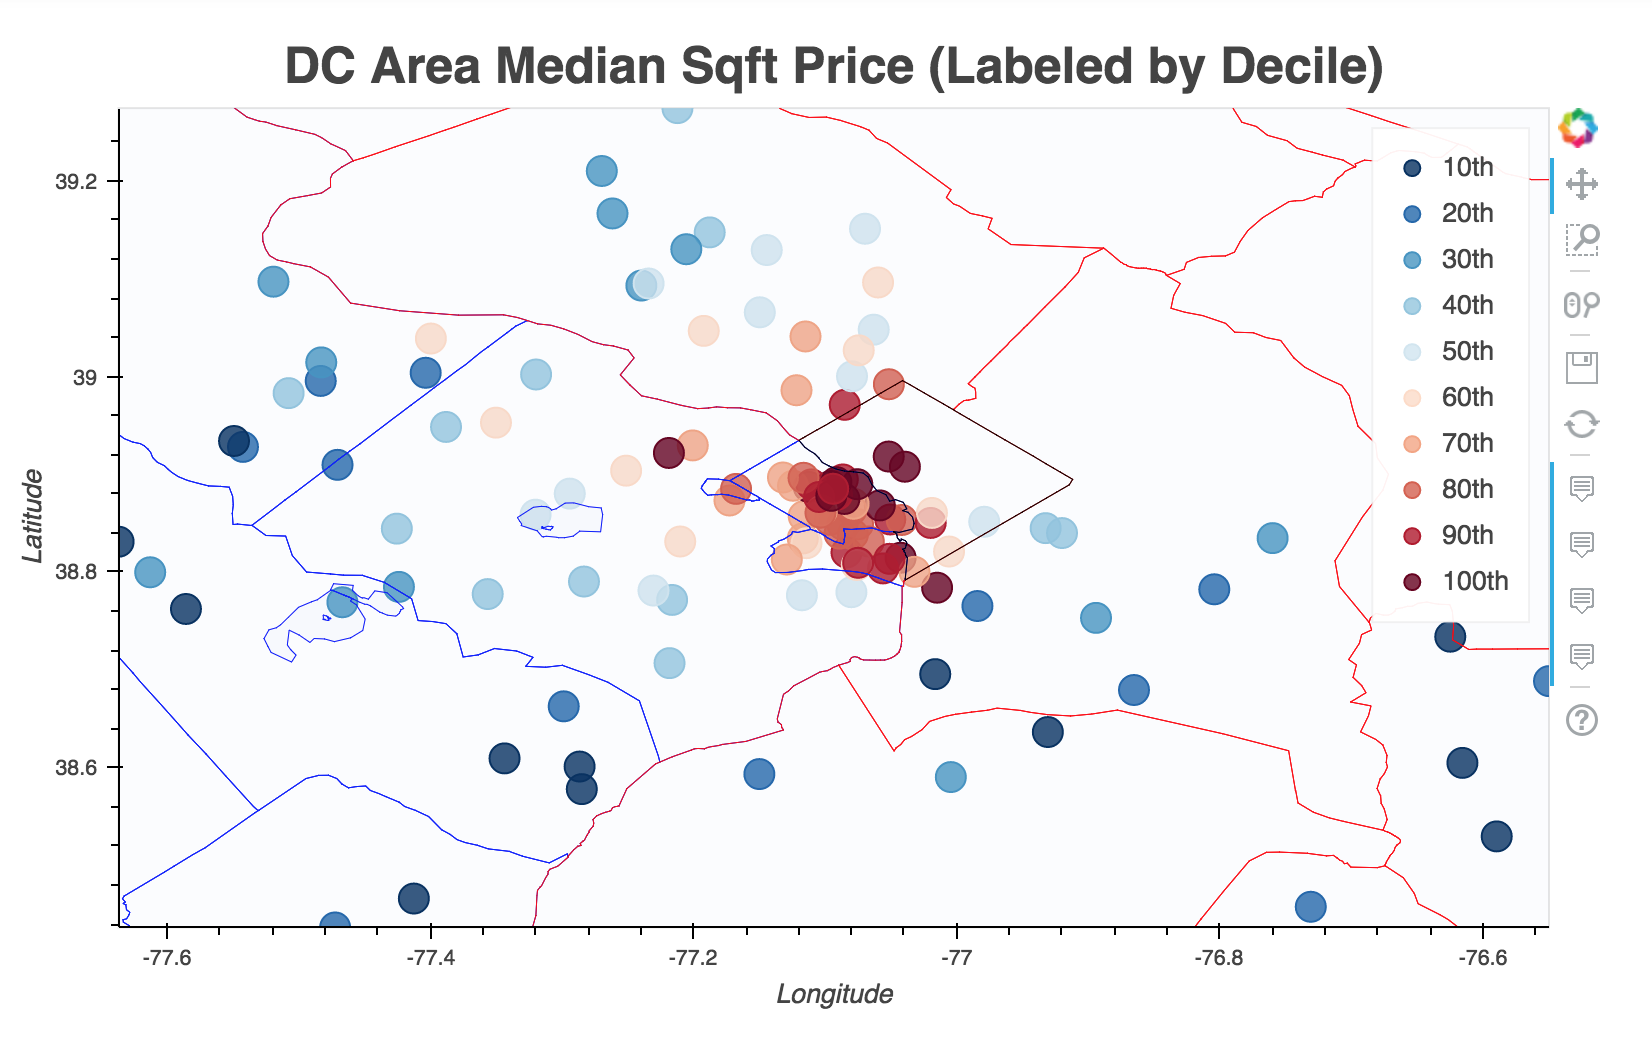 DC Area Median Sqft Price (Labeled by Decile)
10th
20th
30th
40th
50th
60th
70th
80th
90th
100th
39.2
39
38.8
38.6
Latitude
-77.6
-77.4
-77.2
-77
-76.8
-76.6
Longitude